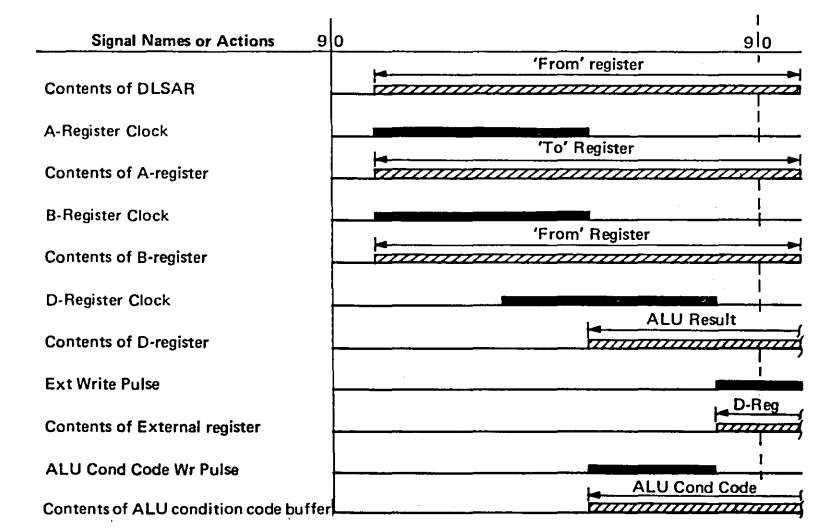 Signal Names or Actions 9 0 9 0
'From' register
Contents of DLSAR
A-Register Clock
'To' Register
Contents of A-register
B-Register Clock
'From' Register
Contents of B-register
D-Register Clock
ALU Result
Contents of D-register
Ext Write Pulse
D-Reg
Contents of External register
ALU Cond Code Wr Pulse
ALU Cond Code
Contents of ALU condition code buffer